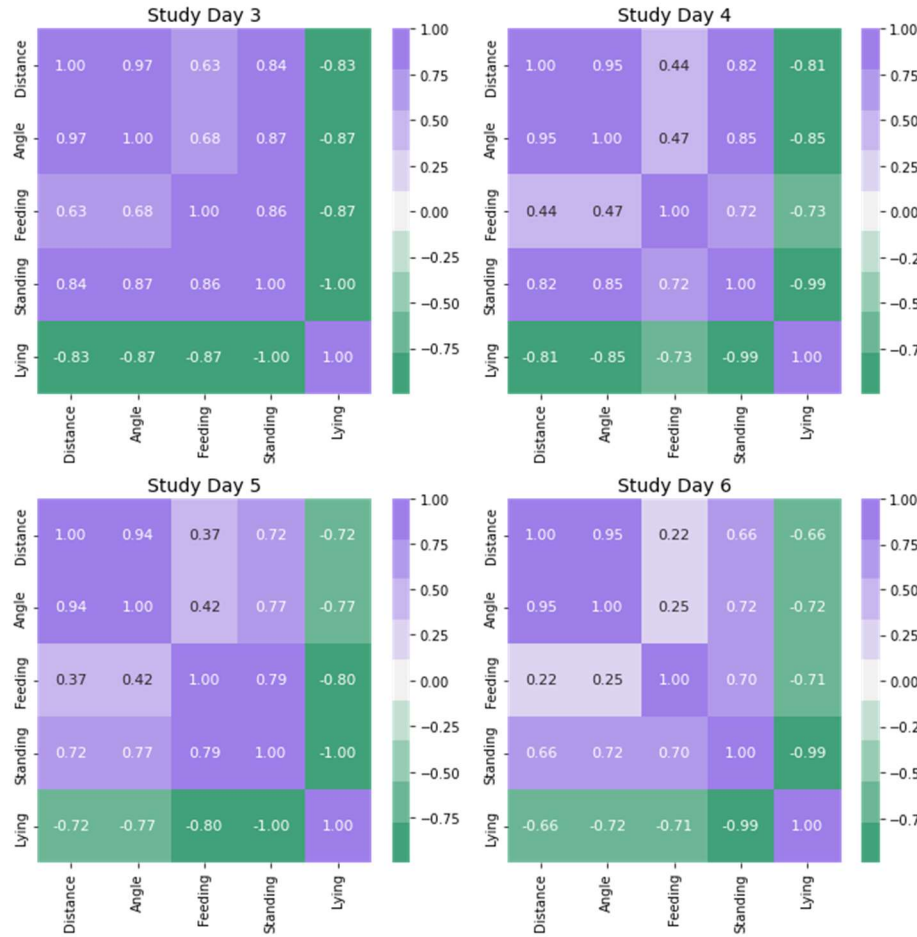 Study Day 3
Distance 1.00 0.97 0.63 0.84 -0.83
Angle 0.97 1.00 0.68 0.87 -0.87
Feeding 0.63 0.68 1.00 0.86 -0.87
Standing 0.84 0.87 0.86 1.00 -1.00
Lying -0.83 -0.87 -0.87 -1.00 1.00
Distance Angle Feeding Standing Lying
1.00
0.75
0.50
0.25
0.00
−0.25
−0.50
−0.75
Study Day 4
Distance 1.00 0.95 0.44 0.82 -0.81
Angle 0.95 1.00 0.47 0.85 -0.85
Feeding 0.44 0.47 1.00 0.72 -0.73
Standing 0.82 0.85 0.72 1.00 -0.99
Lying -0.81 -0.85 -0.73 -0.99 1.00
Distance Angle Feeding Standing Lying
1.00
0.75
0.50
0.25
0.00
−0.2
−0.5
−0.7
Study Day 5
Distance 1.00 0.94 0.37 0.72 -0.72
Angle 0.94 1.00 0.42 0.77 -0.77
Feeding 0.37 0.42 1.00 0.79 -0.80
Standing 0.72 0.77 0.79 1.00 -1.00
Lying -0.72 -0.77 -0.80 -1.00 1.00
Distance Angle Feeding Standing Lying
1.00
0.75
0.50
0.25
0.00
−0.25
−0.50
−0.75
Study Day 6
Distance 1.00 0.95 0.22 0.66 -0.66
Angle 0.95 1.00 0.25 0.72 -0.72
Feeding 0.22 0.25 1.00 0.70 -0.71
Standing 0.66 0.72 0.70 1.00 -0.99
Lying -0.66 -0.72 -0.71 -0.99 1.00
Distance Angle Feeding Standing Lying
1.00
0.75
0.50
0.25
0.00
−0.2
−0.5
−0.7